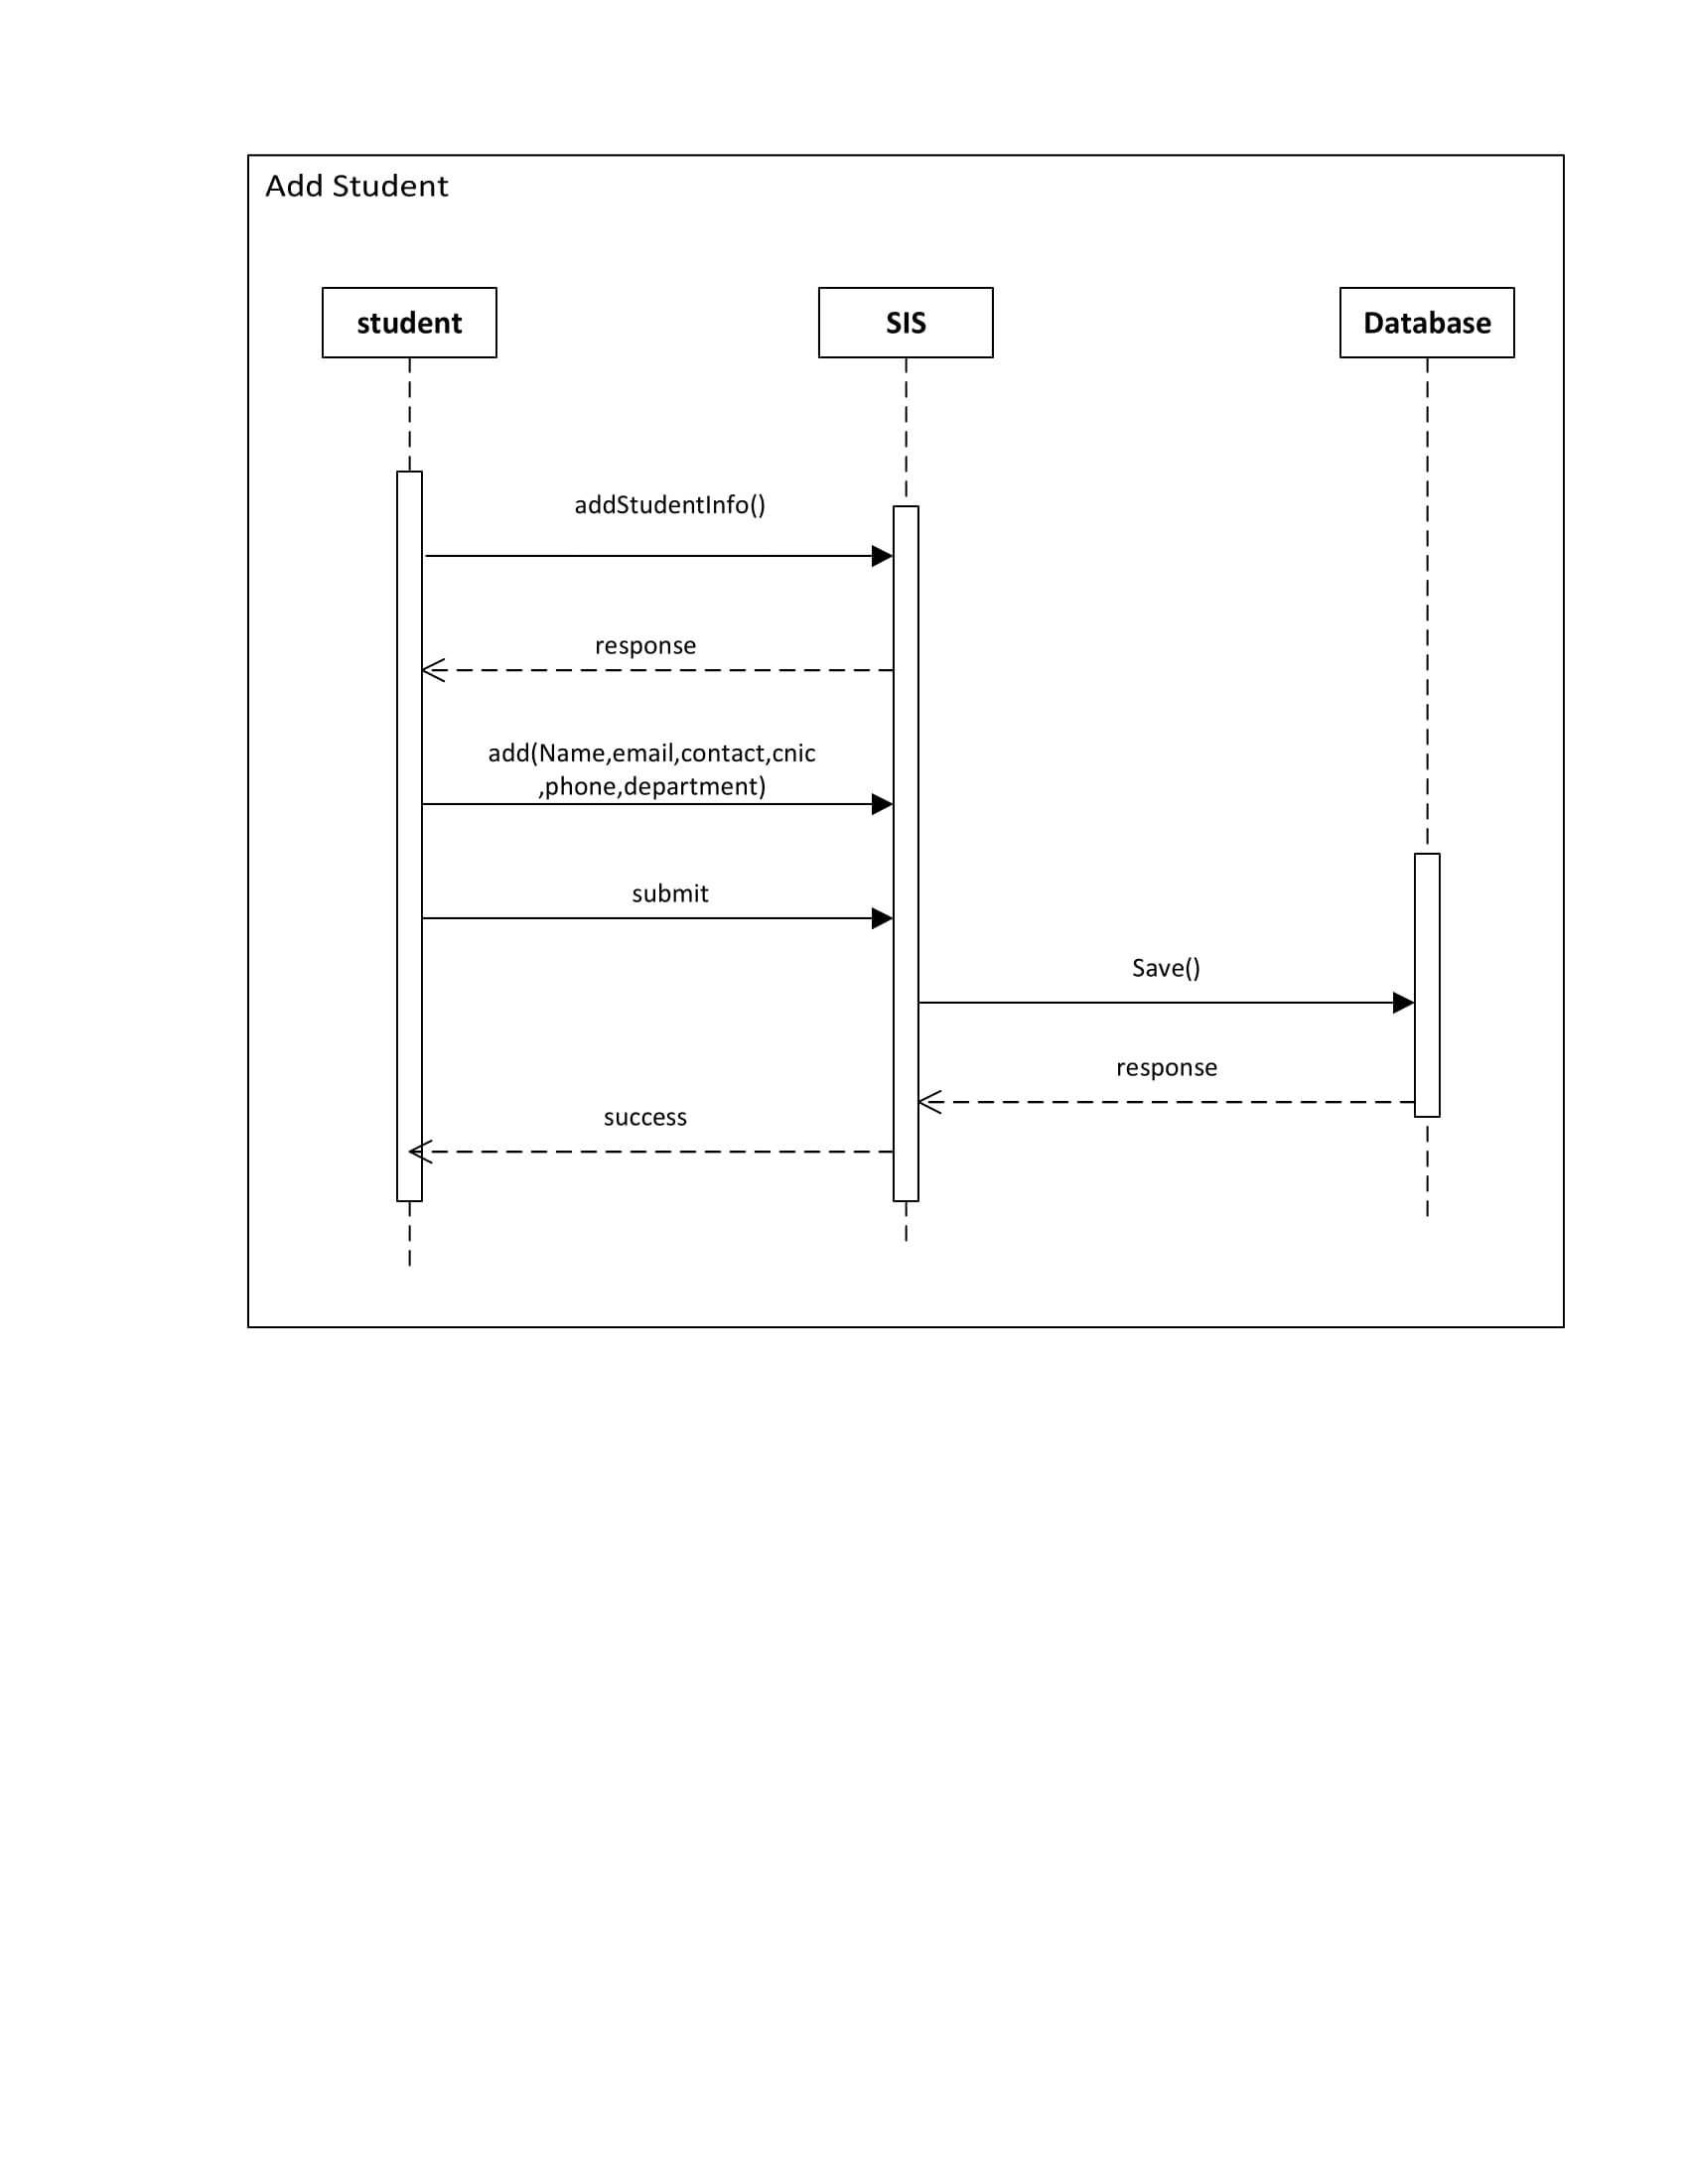 Add Student
student
SIS
Database
addStudentInfo()
response
add(Name,email,contact,cnic
,phone,department)
submit
Save()
response
success